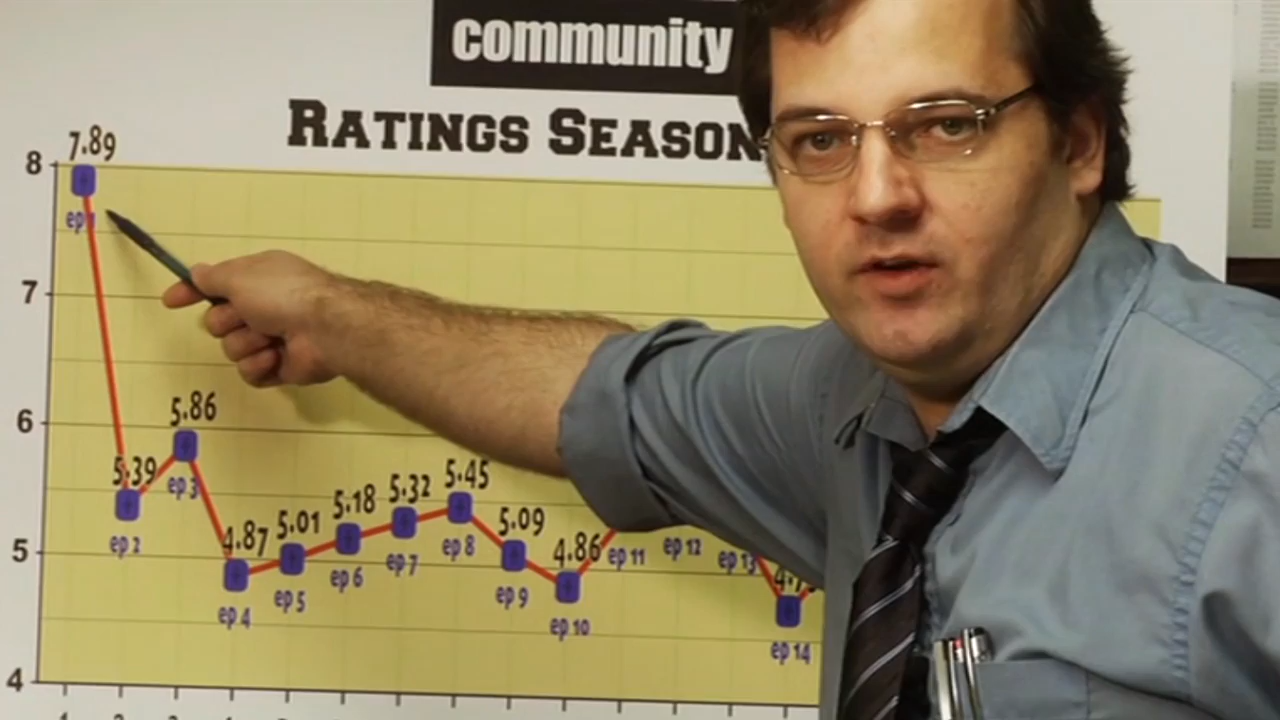 community
RATINGS SEASON
8
7.89
ep 1
7
6
5.86
5.39
ep 3
5.45
5.32
5.18
5.01
4.87
5.09
4.86
5
ep 2
ep 4
ep 5
ep 6
ep 7
ep 8
ep 9
ep 10
ep 11
ep 12
ep 13
ep 14
4